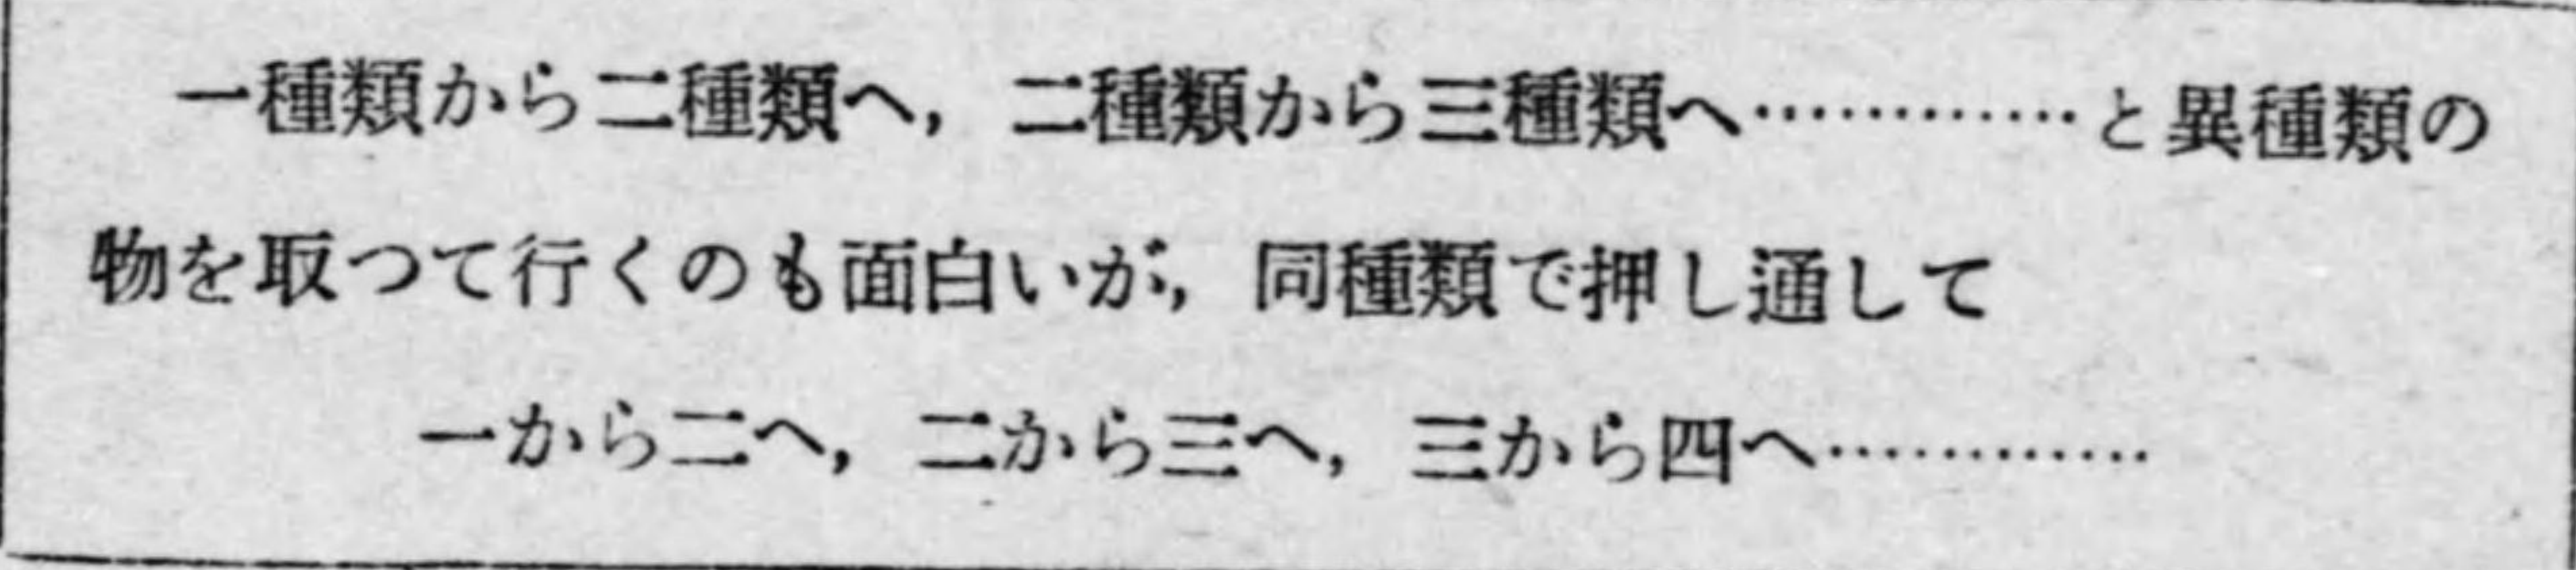 一種類から二種類へ，二種類から三種類へ…………と異種類の
物を取つて行くのも面白いが，同種類で押し通して
一から二へ，二から三へ，三から四へ…………